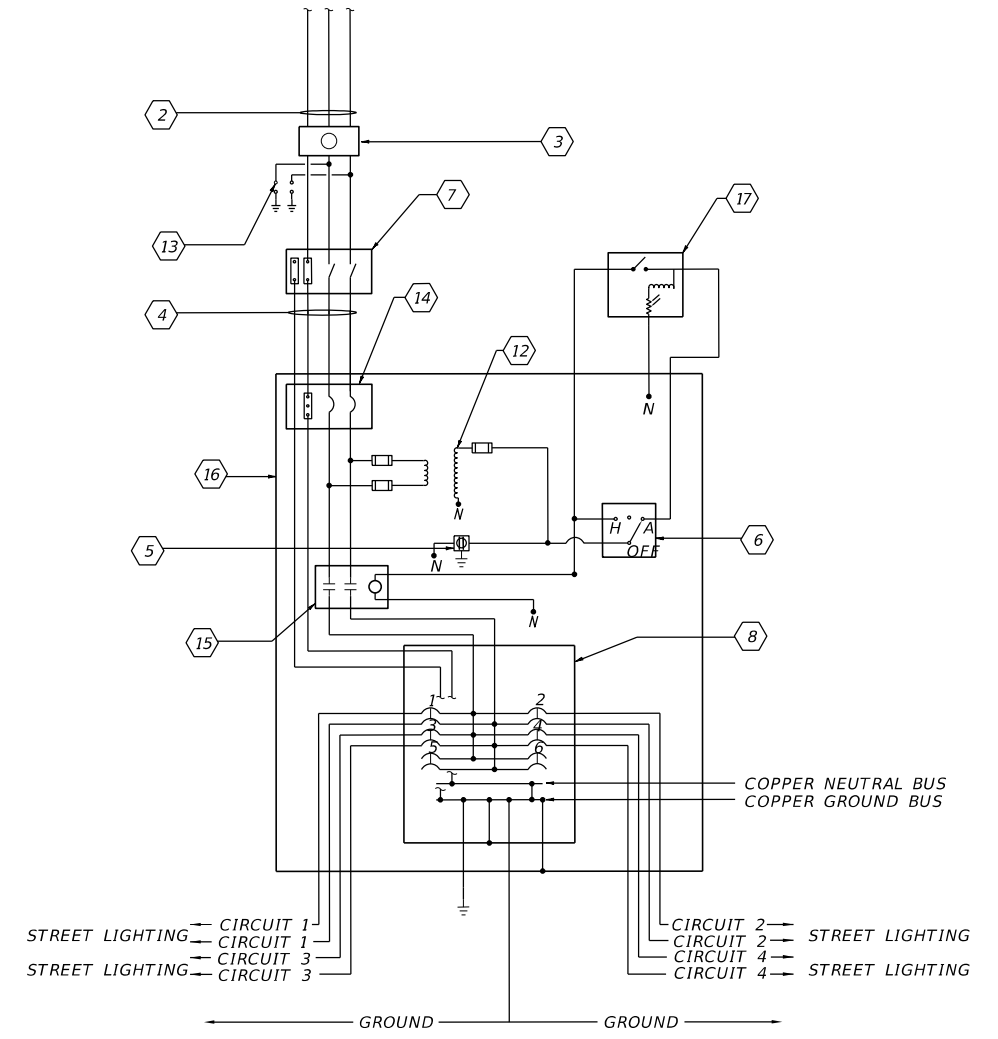 2
3
7
17
13
14
4
12
N
16
N
H A
OFF
6
5
N
N
15
8
1 2
3 4
5 6
COPPER NEUTRAL BUS
COPPER GROUND BUS
CIRCUIT 1
STREET LIGHTING
CIRCUIT 1
CIRCUIT 3
STREET LIGHTING
CIRCUIT 3
CIRCUIT 2
STREET LIGHTING
CIRCUIT 2
CIRCUIT 4
STREET LIGHTING
CIRCUIT 4
GROUND GROUND